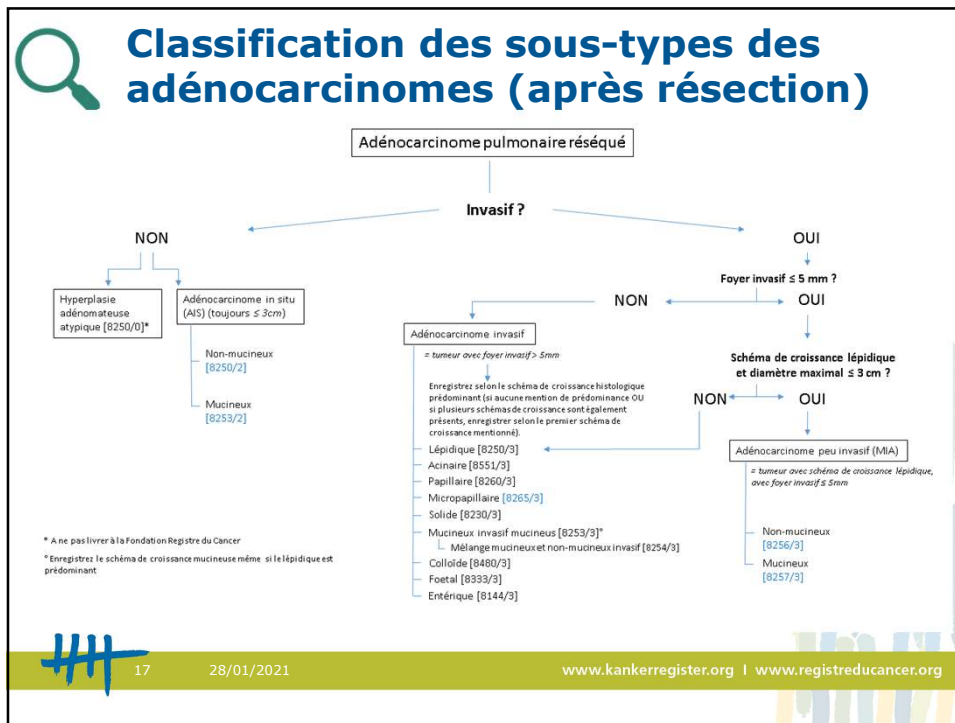 Classification des sous-types des
adénocarcinomes (après résection)
Adénocarcinome pulmonaire réséqué
Invasif ?
NON
OUI
Hyperplasie
adénomateuse
atypique [8250/0]*
Adénocarcinome in situ
(AIS) (toujours ≤ 3cm)
Non-mucineux
[8250/2]
Mucineux
[8253/2]
Foyer invasif ≤ 5 mm ?
NON
OUI
Adénocarcinome invasif
= tumeur avec foyer invasif > 5mm
Enregistrez selon le schéma de croissance histologique
prédominant (si aucune mention de prédominance OU
si plusieurs schémas de croissance sont également
présents, enregistrer selon le premier schéma de
croissance mentionné).
Lépidique [8250/3]
Acinaire [8551/3]
Papillaire [8260/3]
Micropapillaire [8265/3]
Solide [8230/3]
Mucineux invasif mucineus [8253/3]°
Mélange mucineux et non-mucineux invasif [8254/3]
Colloïde [8480/3]
Foetal [8333/3]
Entérique [8144/3]
Schéma de croissance lépidique
et diamètre maximal ≤ 3 cm ?
NON
OUI
Adénocarcinome peu invasif (MIA)
= tumeur avec schéma de croissance lépidique,
avec foyer invasif ≤ 5mm
Non-mucineux
[8256/3]
Mucineux
[8257/3]
* A ne pas livrer à la Fondation Registre du Cancer
° Enregistrez le schéma de croissance mucineuse même si le lépidique est
prédominant
17 28/01/2021 www.kankerregister.org I www.registreducancer.org